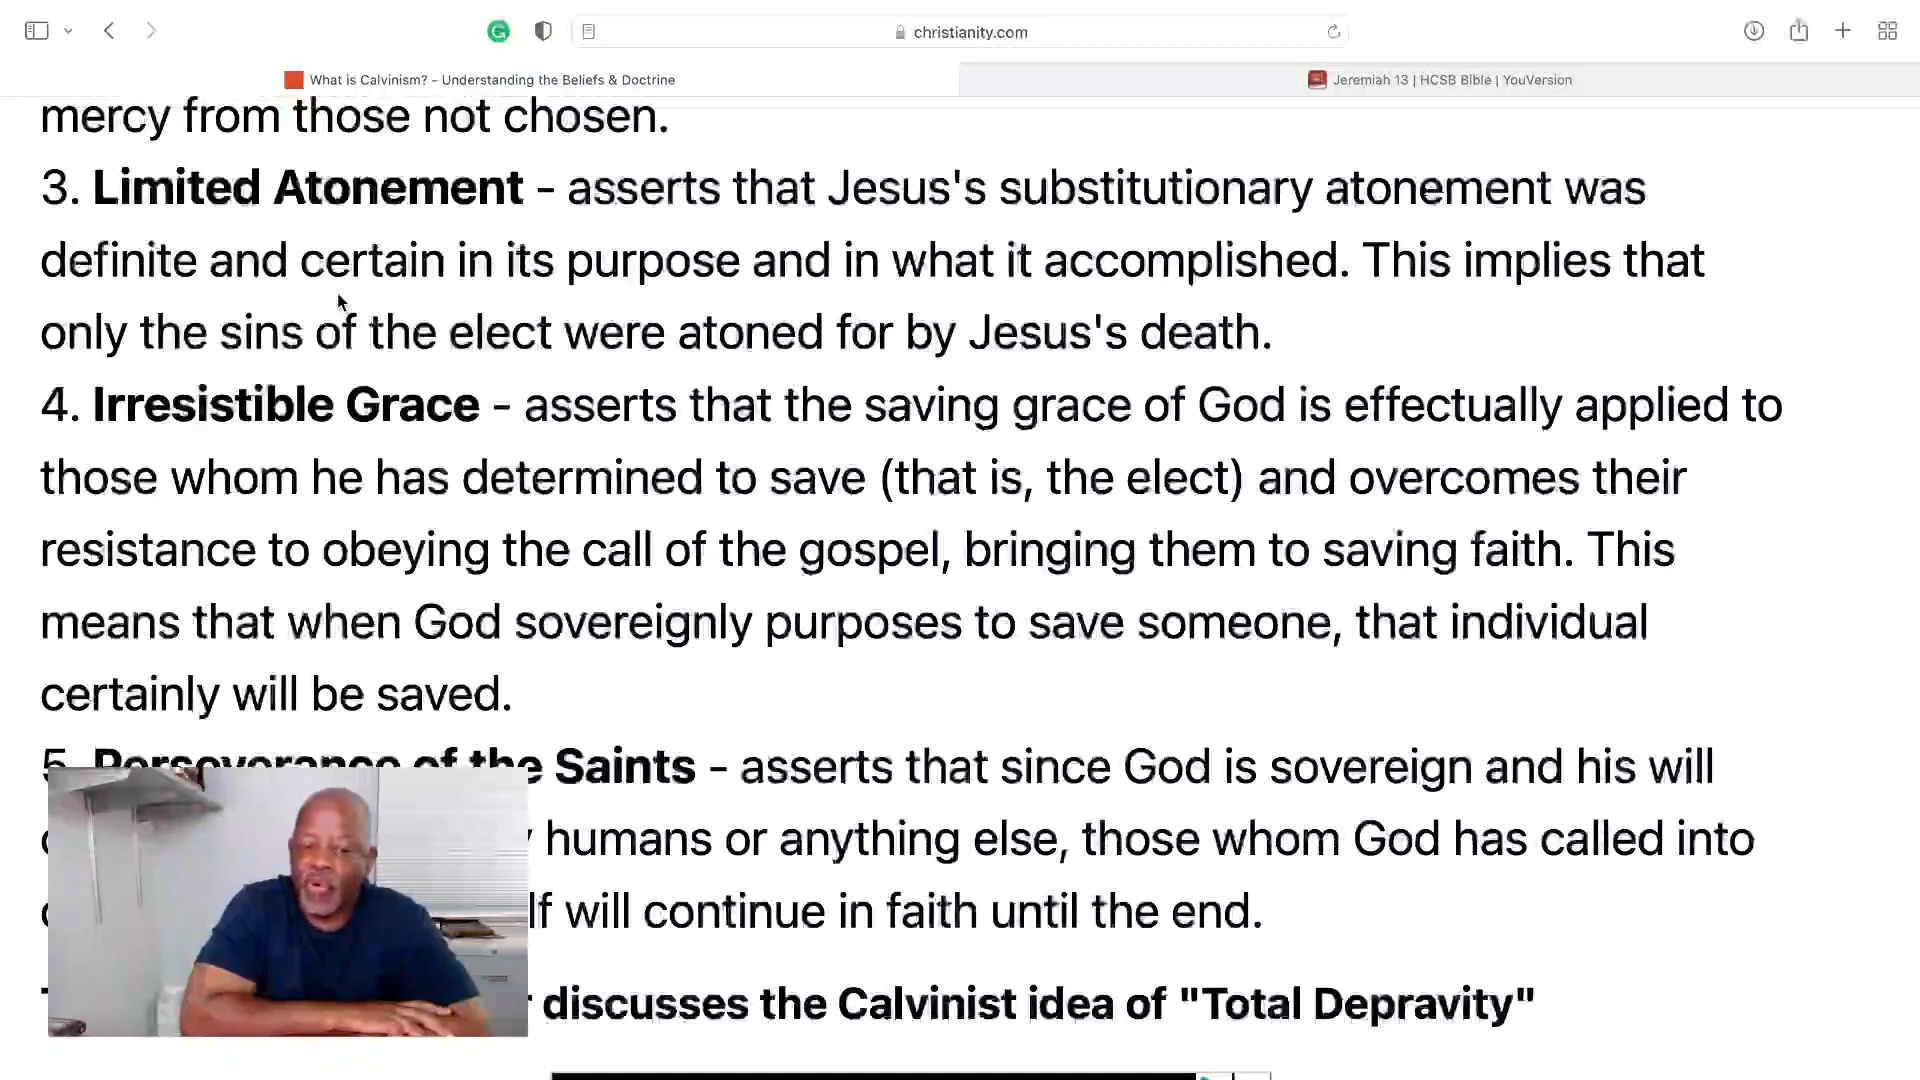 christianity.com
What is Calvinism? – Understanding the Beliefs & Doctrine
Jeremiah 13 | HCSB Bible | YouVersion
mercy from those not chosen.
3. Limited Atonement - asserts that Jesus's substitutionary atonement was
definite and certain in its purpose and in what it accomplished. This implies that
only the sins of the elect were atoned for by Jesus's death.
4. Irresistible Grace - asserts that the saving grace of God is effectually applied to
those whom he has determined to save (that is, the elect) and overcomes their
resistance to obeying the call of the gospel, bringing them to saving faith. This
means that when God sovereignly purposes to save someone, that individual
certainly will be saved.
5. Perseverance of the Saints - asserts that since God is sovereign and his will
humans or anything else, those whom God has called into
will continue in faith until the end.
discusses the Calvinist idea of "Total Depravity"